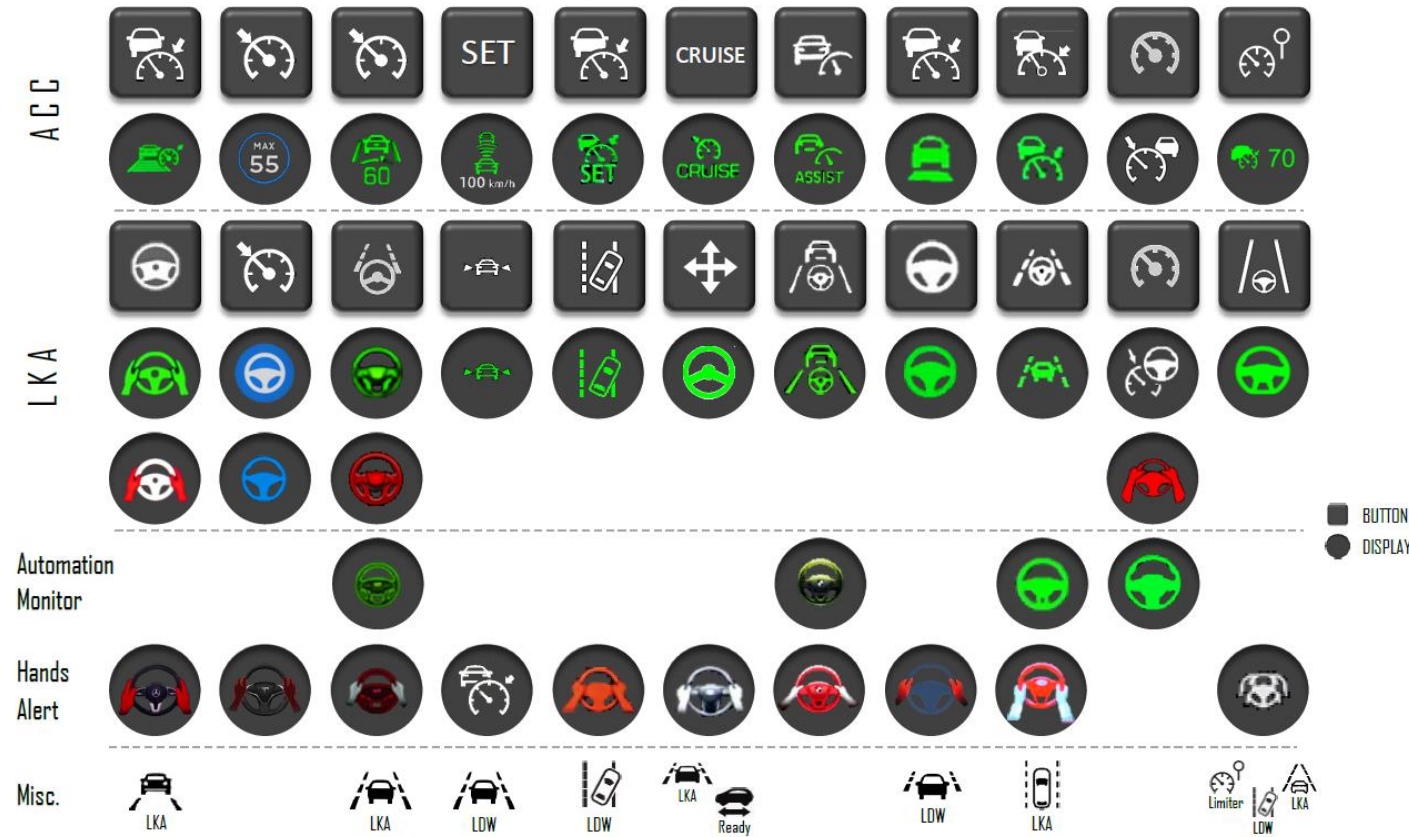 ACC
SET
CRUISE
MAX
55
60
100 km/h
SET
CRUISE
ASSIST
70
LKA
BUTTON
DISPLAY
Automation
Monitor
Hands
Alert
Misc.
LKA
LKA
LDW
LDW
LKA
Ready
LDW
LKA
Limiter
LDW
LKA